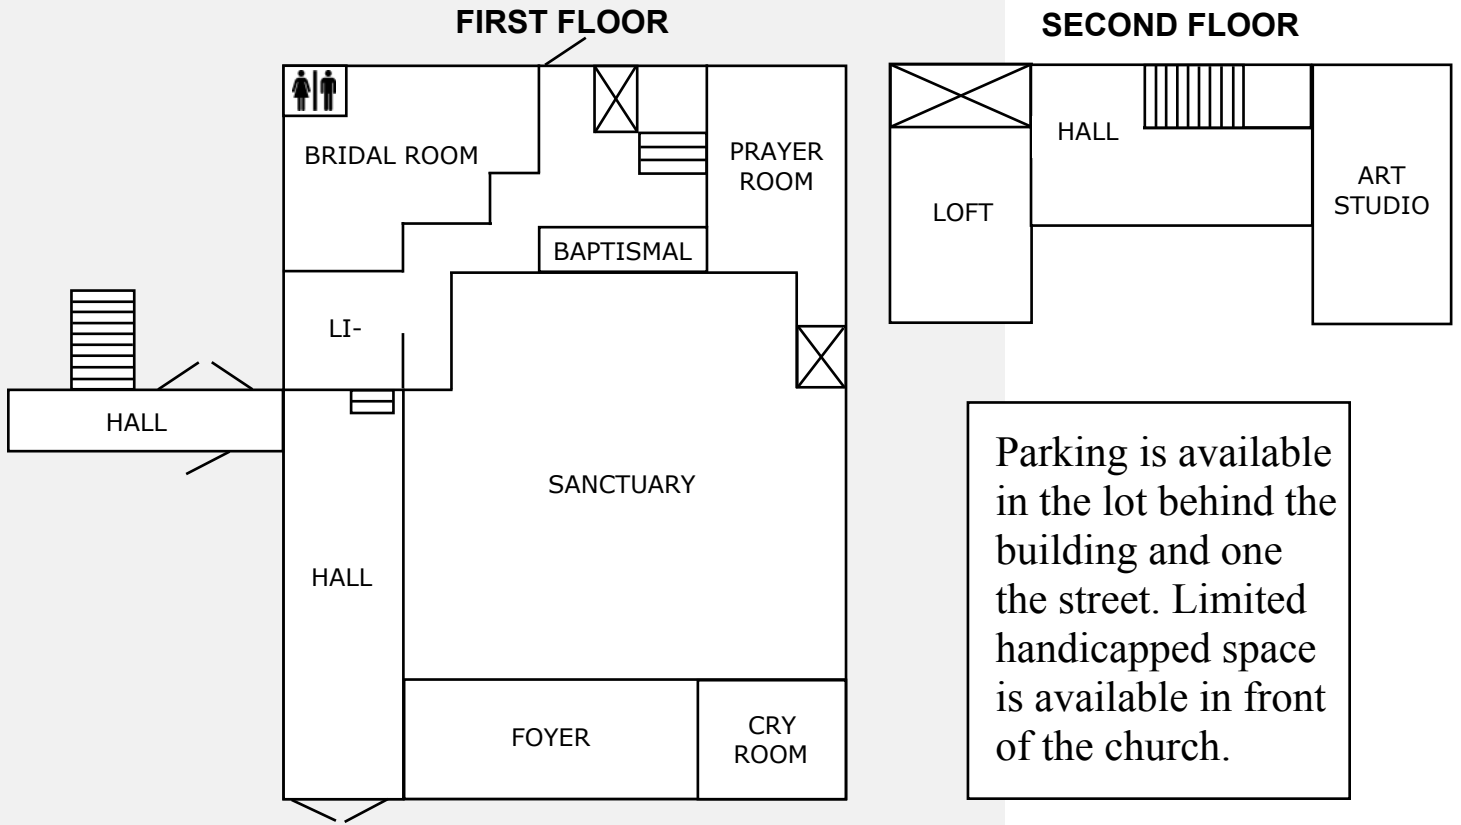 FIRST FLOOR
SECOND FLOOR
BRIDAL ROOM
PRAYER
ROOM
BAPTISMAL
LI-
HALL
SANCTUARY
HALL
FOYER
CRY
ROOM
HALL
LOFT
ART
STUDIO
Parking is available
in the lot behind the
building and one
the street. Limited
handicapped space
is available in front
of the church.